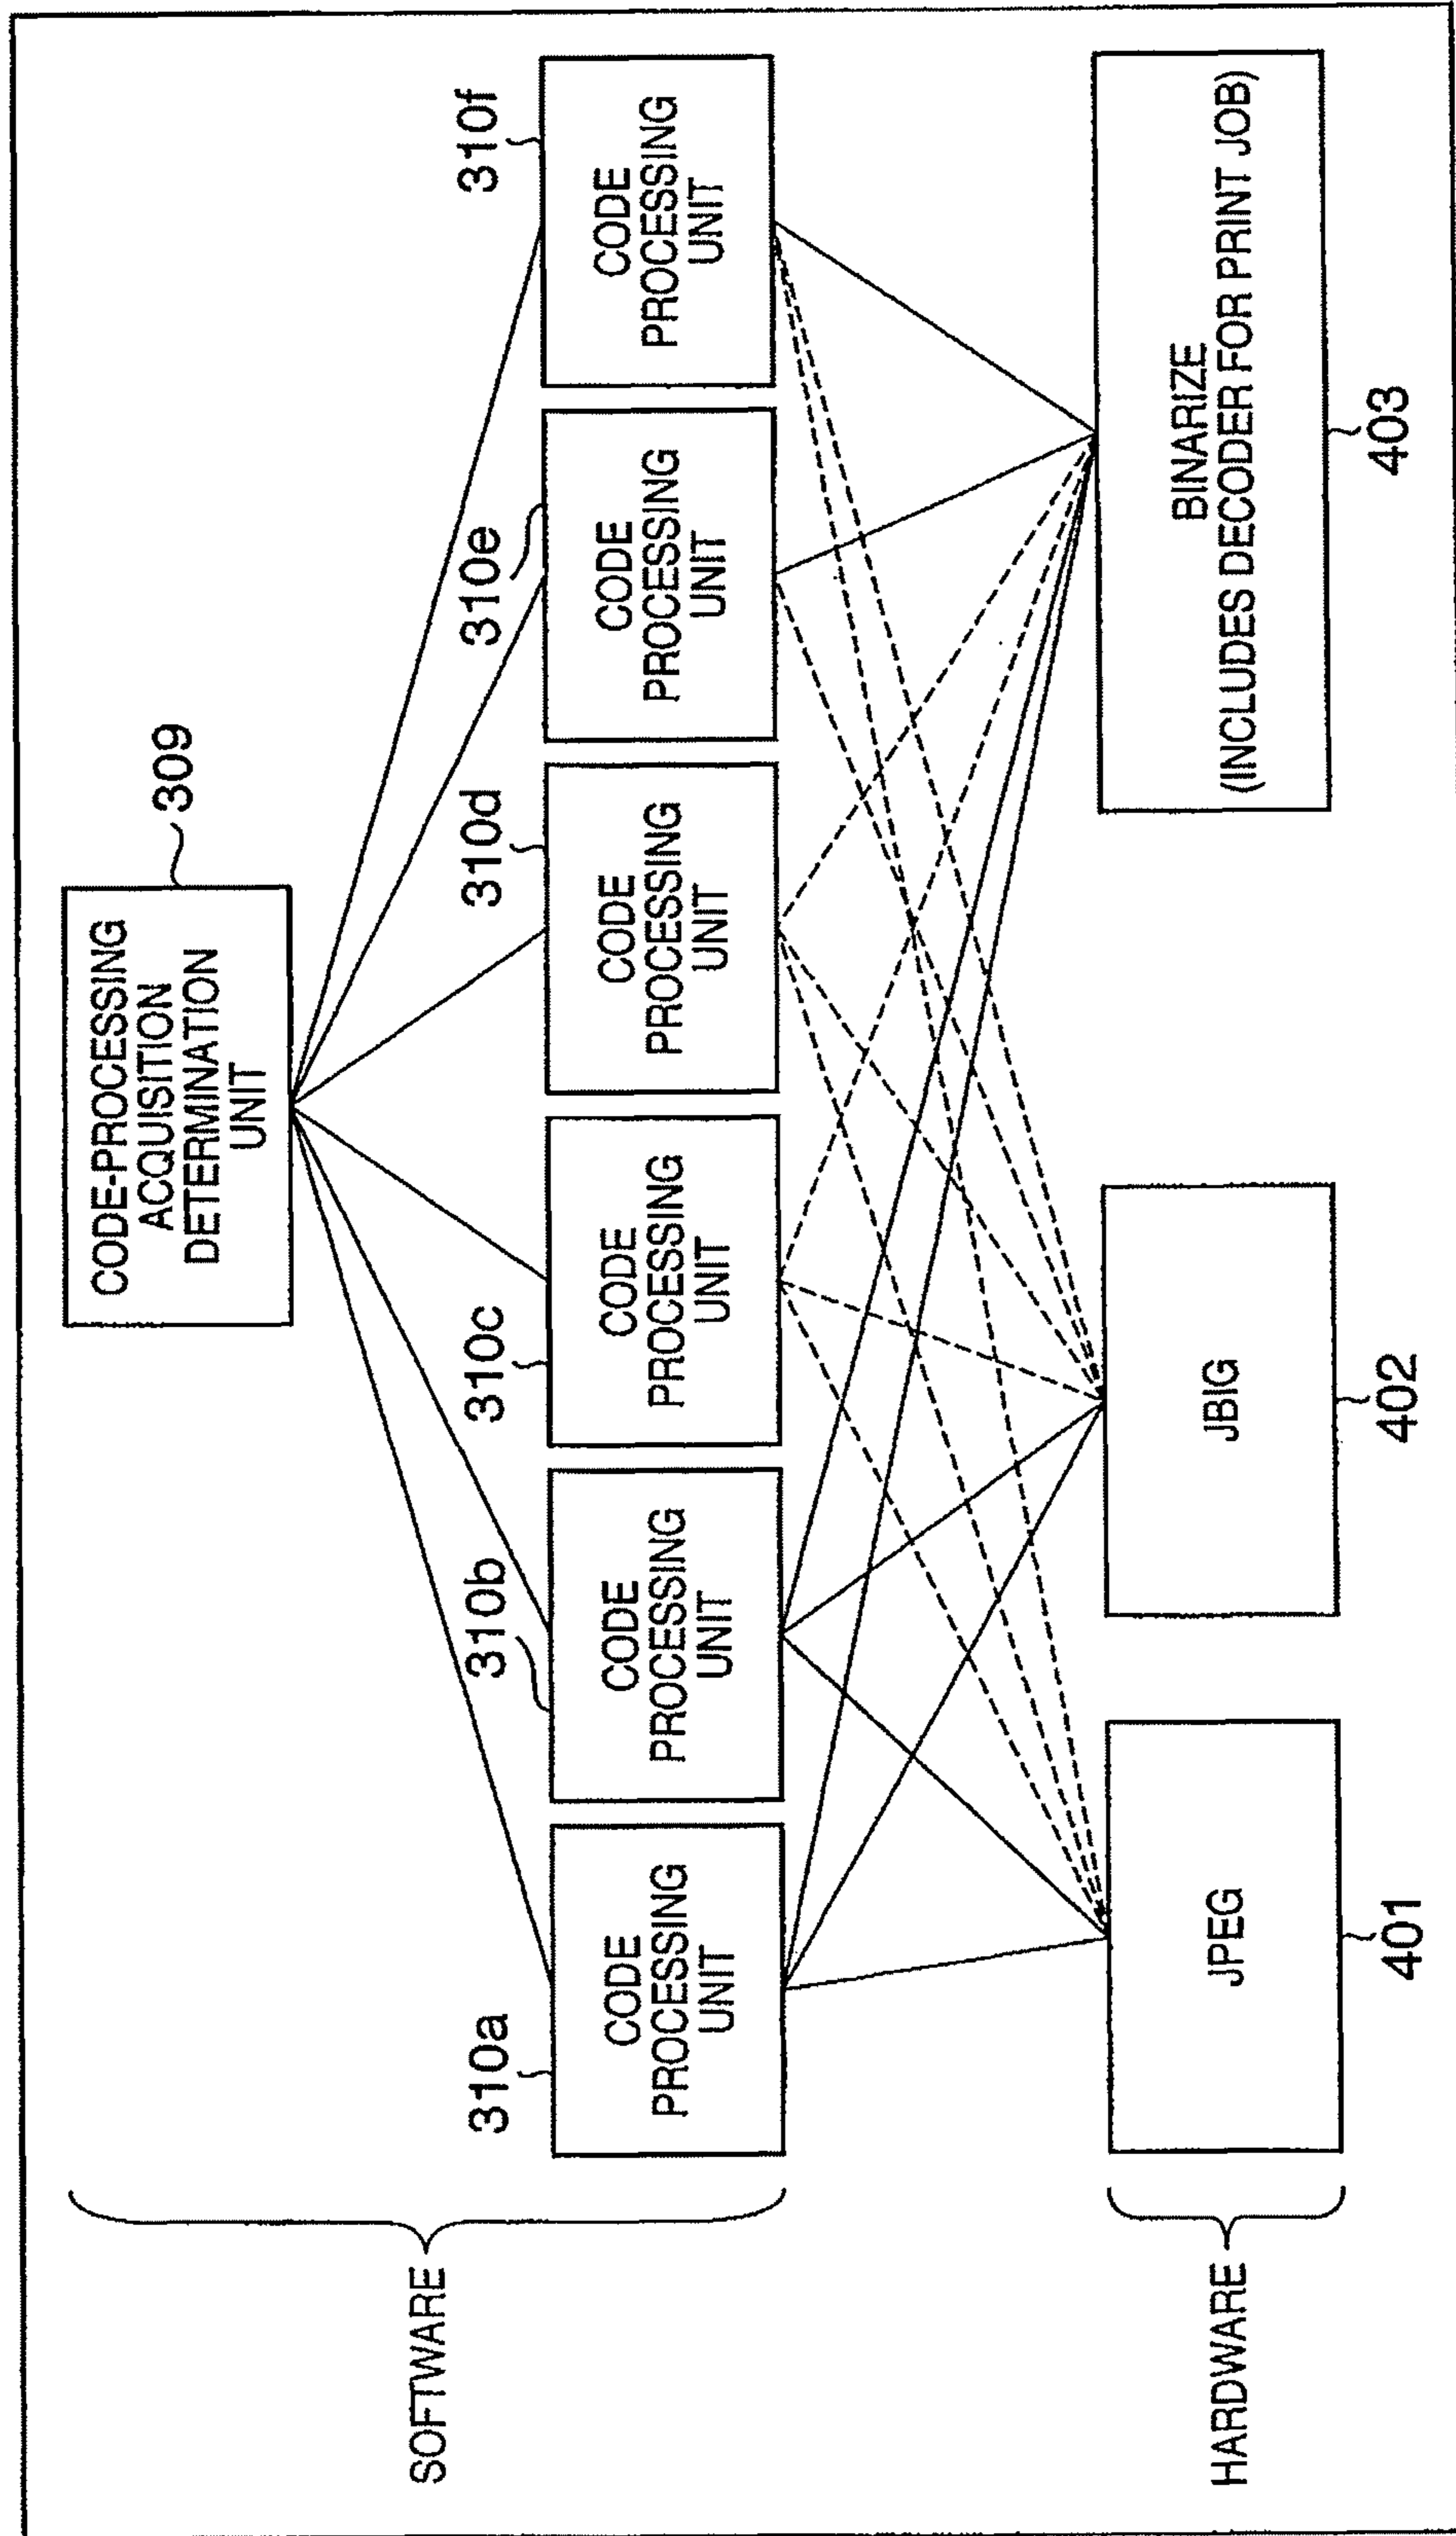 CODE-PROCESSING
ACQUISITION
DETERMINATION
UNIT
309
SOFTWARE
310a
CODE
PROCESSING
UNIT
310b
CODE
PROCESSING
UNIT
310c
CODE
PROCESSING
UNIT
310d
CODE
PROCESSING
UNIT
310e
CODE
PROCESSING
UNIT
310f
CODE
PROCESSING
UNIT
HARDWARE
JPEG
401
JBIG
402
BINARIZE
(INCLUDES DECODER FOR PRINT JOB)
403